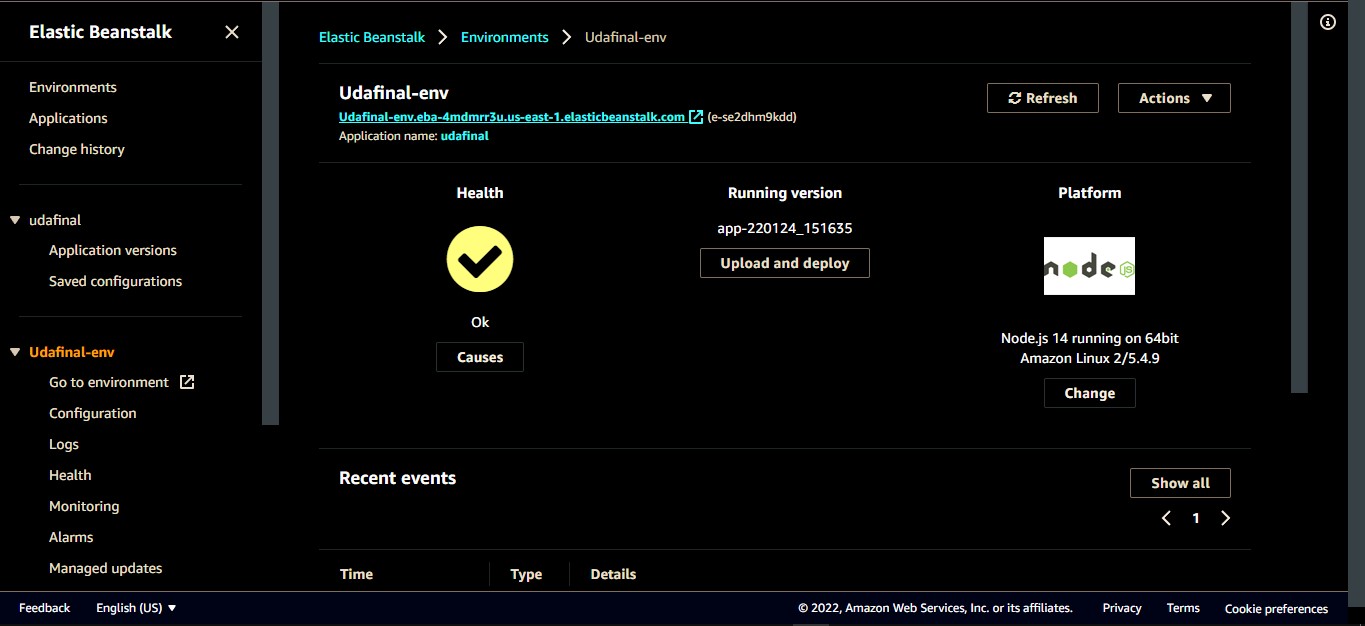 Elastic Beanstalk
Environments
Applications
Change history
udafinal
Application versions
Saved configurations
Udafinal-env
Go to environment
Configuration
Logs
Health
Monitoring
Alarms
Managed updates
Elastic Beanstalk
Environments
Udafinal-env
Udafinal-env
Udafinal-env.eba-4mdmrr3u.us-east-1.elasticbeanstalk.com (e-se2dhm9kdd)
Application name: udafinal
Refresh
Actions
Health
Ok
Causes
Running version
app-220124_151635
Upload and deploy
Platform
node JS
Node.js 14 running on 64bit
Amazon Linux 2/5.4.9
Change
Recent events
Show all
1
Time Type Details
Feedback English (US) © 2022, Amazon Web Services, Inc. or its affiliates. Privacy Terms Cookie preferences